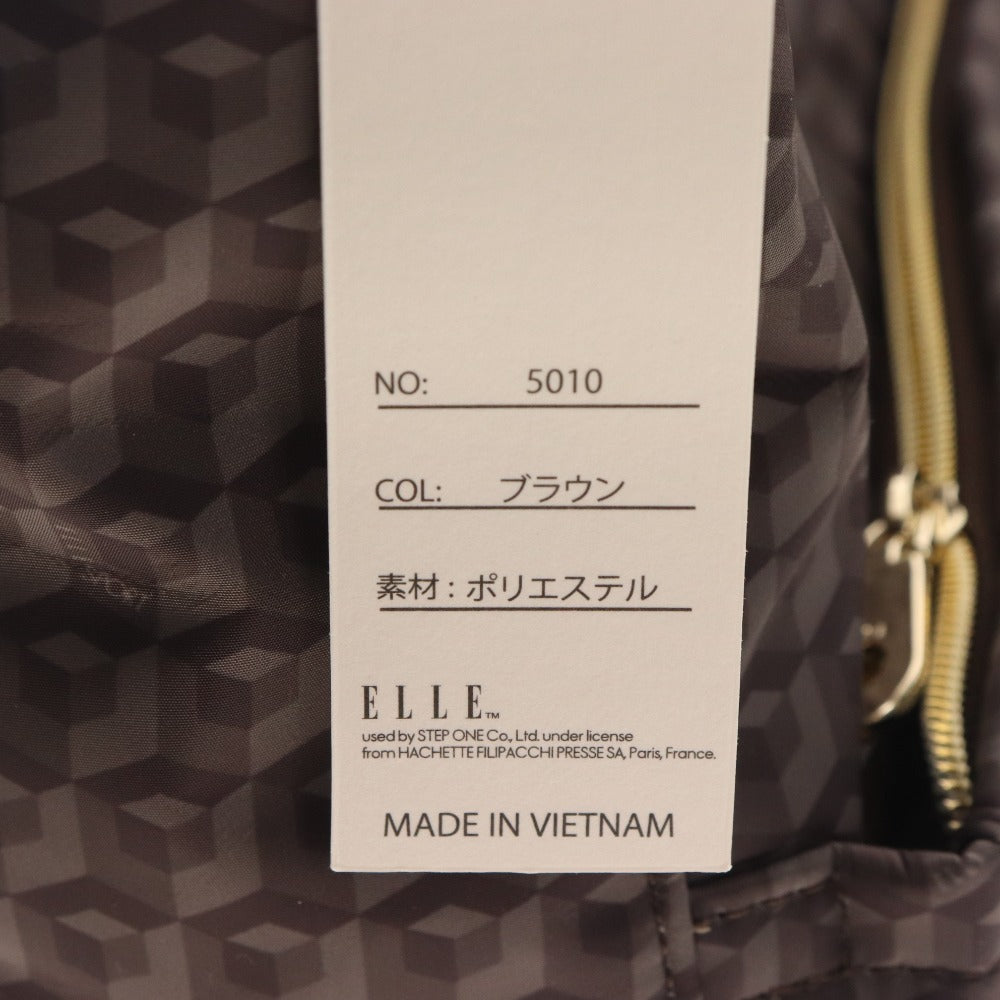 NO: 5010
COL: ブラウン
素材 : ポリエステル
ELLE™
used by STEP ONE Co., Ltd. under license
from HACHETTE FILIPACCHI PRESSE SA, Paris, France.
MADE IN VIETNAM